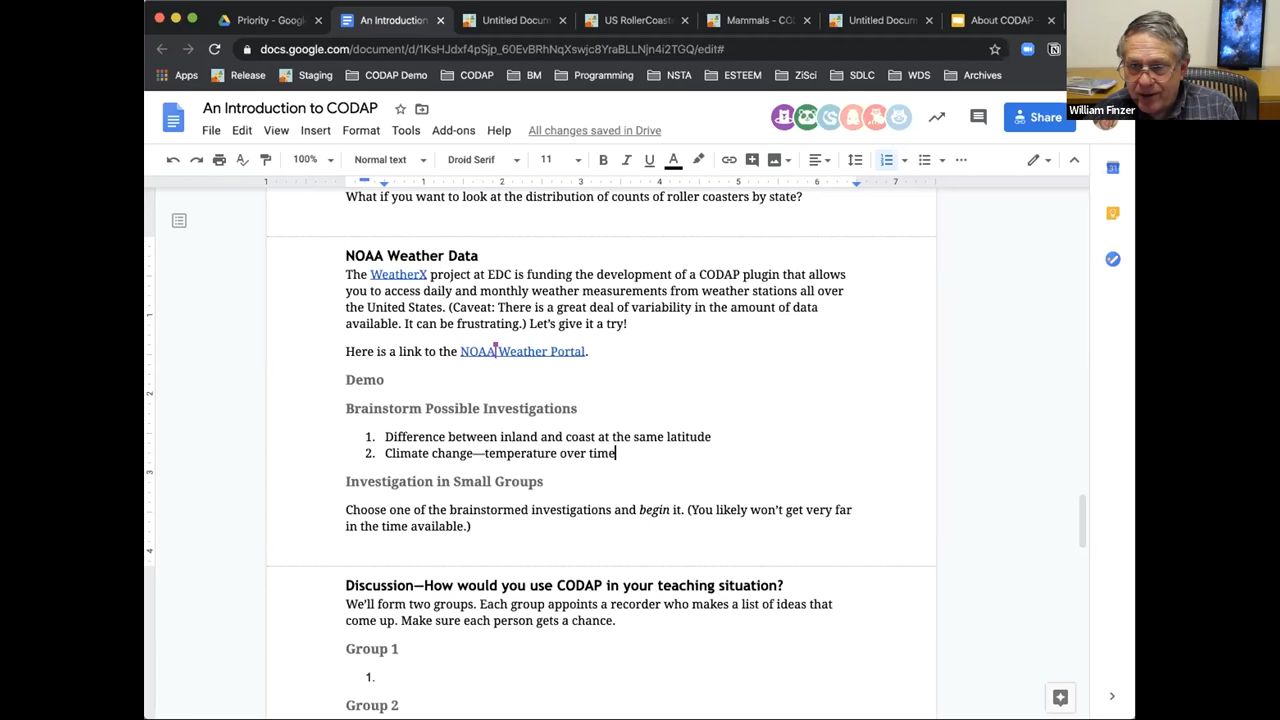 Priority - Goog
An Introduction
Untitled Docum
US RollerCoast
Mammals - CO
Untitled Docum
About CODAP
docs.google.com/document/d/1KsHJdxf4pSjp_60EvBRhNqXswjc8YraBLLNjn4i2TGQ/edit#
Apps Release Staging CODAP Demo CODAP BM Programming NSTA ESTEEM ZiSci SDLC WDS Archives
William Finzer
An Introduction to CODAP
File Edit View Insert Format Tools Add-ons Help All changes saved in Drive
Share
100% Normal text Droid Serif 11 B I U A
1 1 2 3 4 5 6 7
What if you want to look at the distribution of counts of roller coasters by state?
NOAA Weather Data
The WeatherX project at EDC is funding the development of a CODAP plugin that allows
you to access daily and monthly weather measurements from weather stations all over
the United States. (Caveat: There is a great deal of variability in the amount of data
available. It can be frustrating.) Let's give it a try!
Here is a link to the NOAA Weather Portal.
Demo
Brainstorm Possible Investigations
1. Difference between inland and coast at the same latitude
2. Climate change—temperature over time
Investigation in Small Groups
Choose one of the brainstormed investigations and begin it. (You likely won't get very far
in the time available.)
Discussion—How would you use CODAP in your teaching situation?
We'll form two groups. Each group appoints a recorder who makes a list of ideas that
come up. Make sure each person gets a chance.
Group 1
1.
Group 2